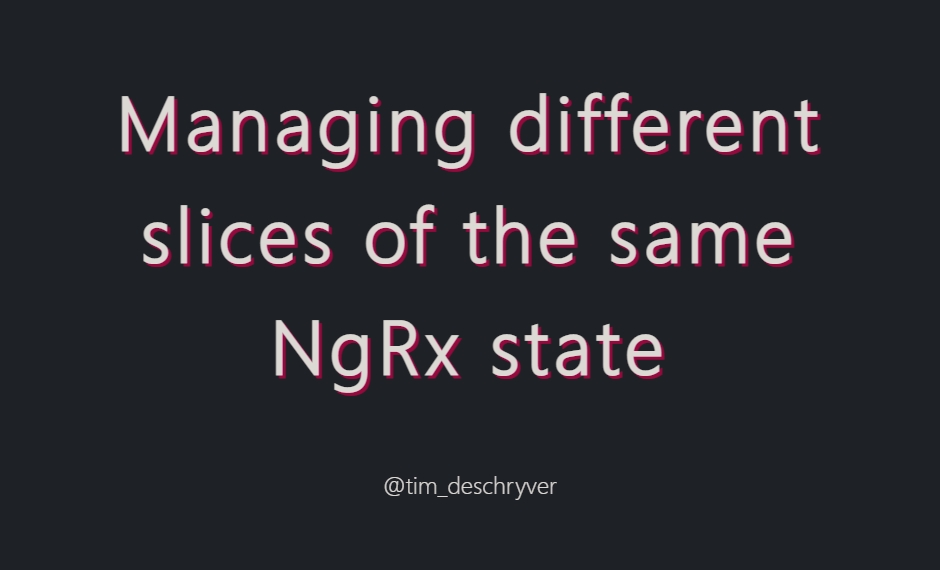 Managing different
slices of the same
NgRx state
@tim_deschryver